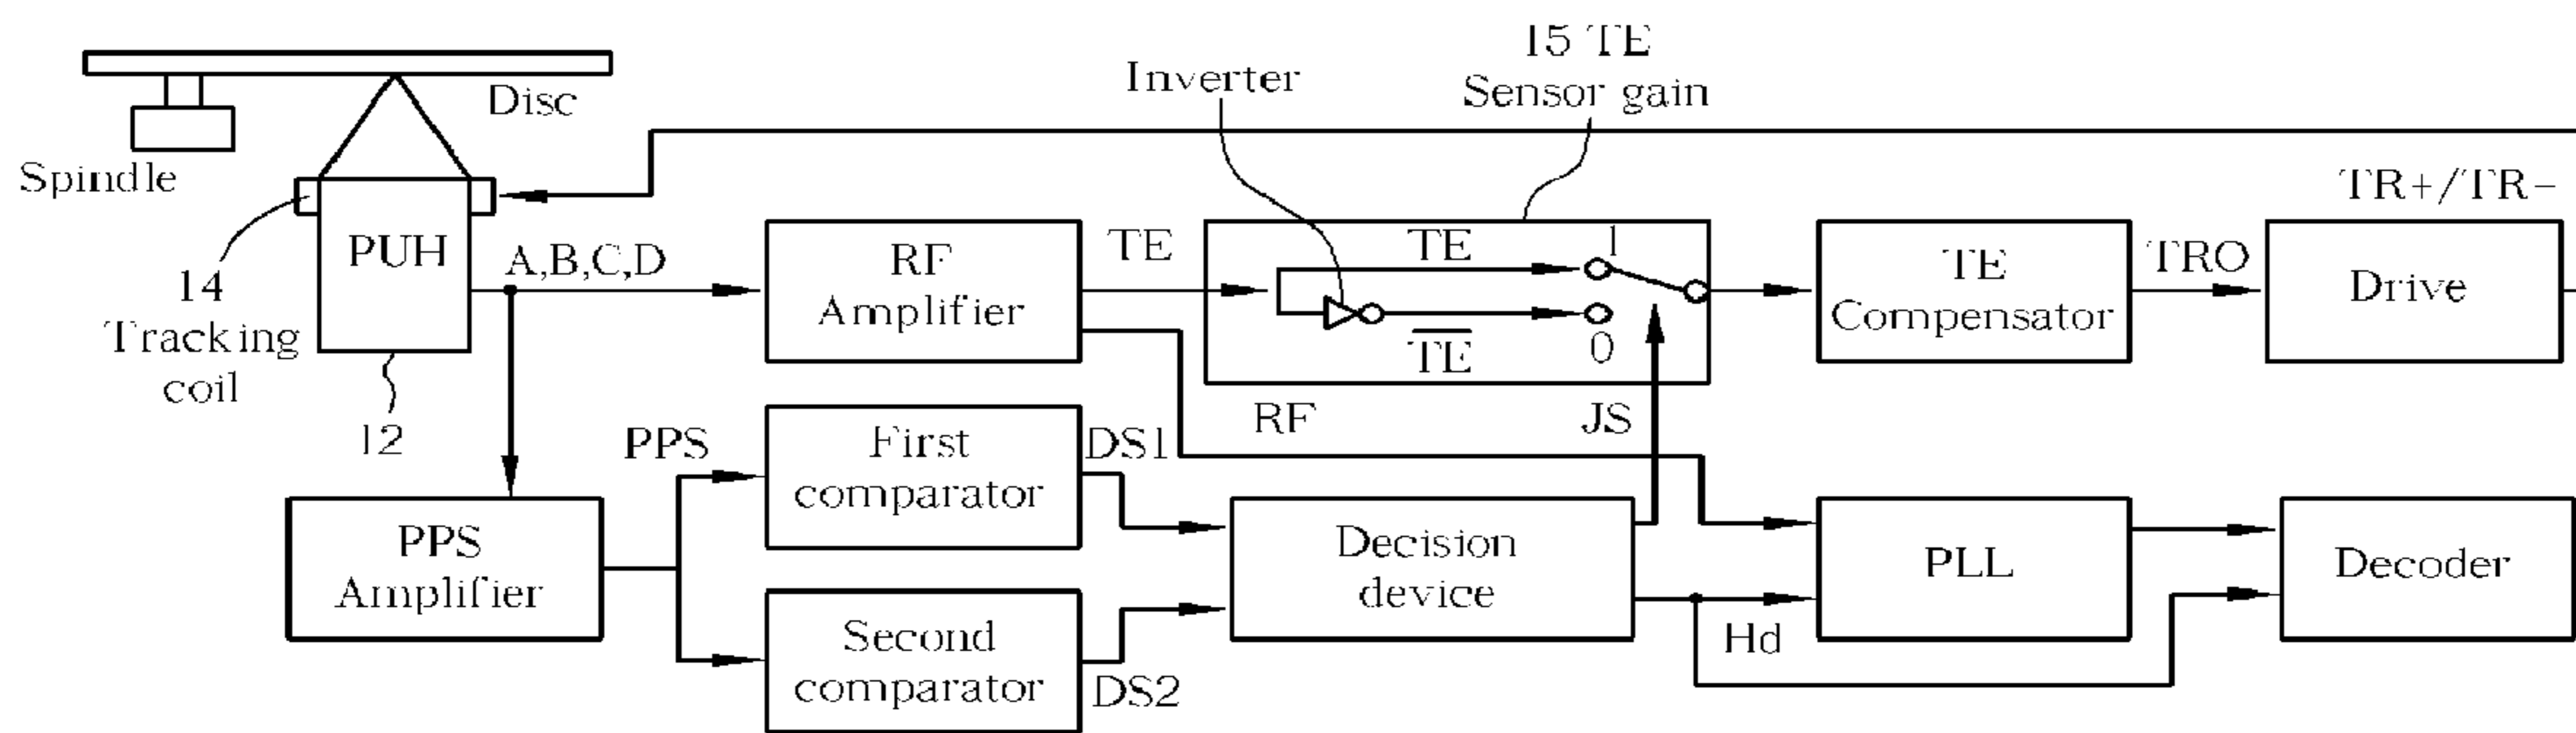 15 TE
Sensor gain
Inverter
Disc
Spindle
TR+/TR−
PUH
A,B,C,D
RF
Amplifier
TE
TE
1
T̅E̅
0
TE
Compensator
TRO
Drive
14
Tracking
coil
12
RF
JS
PPS
First
comparator
DS1
PPS
Amplifier
Decision
device
PLL
Decoder
Hd
Second
comparator
DS2